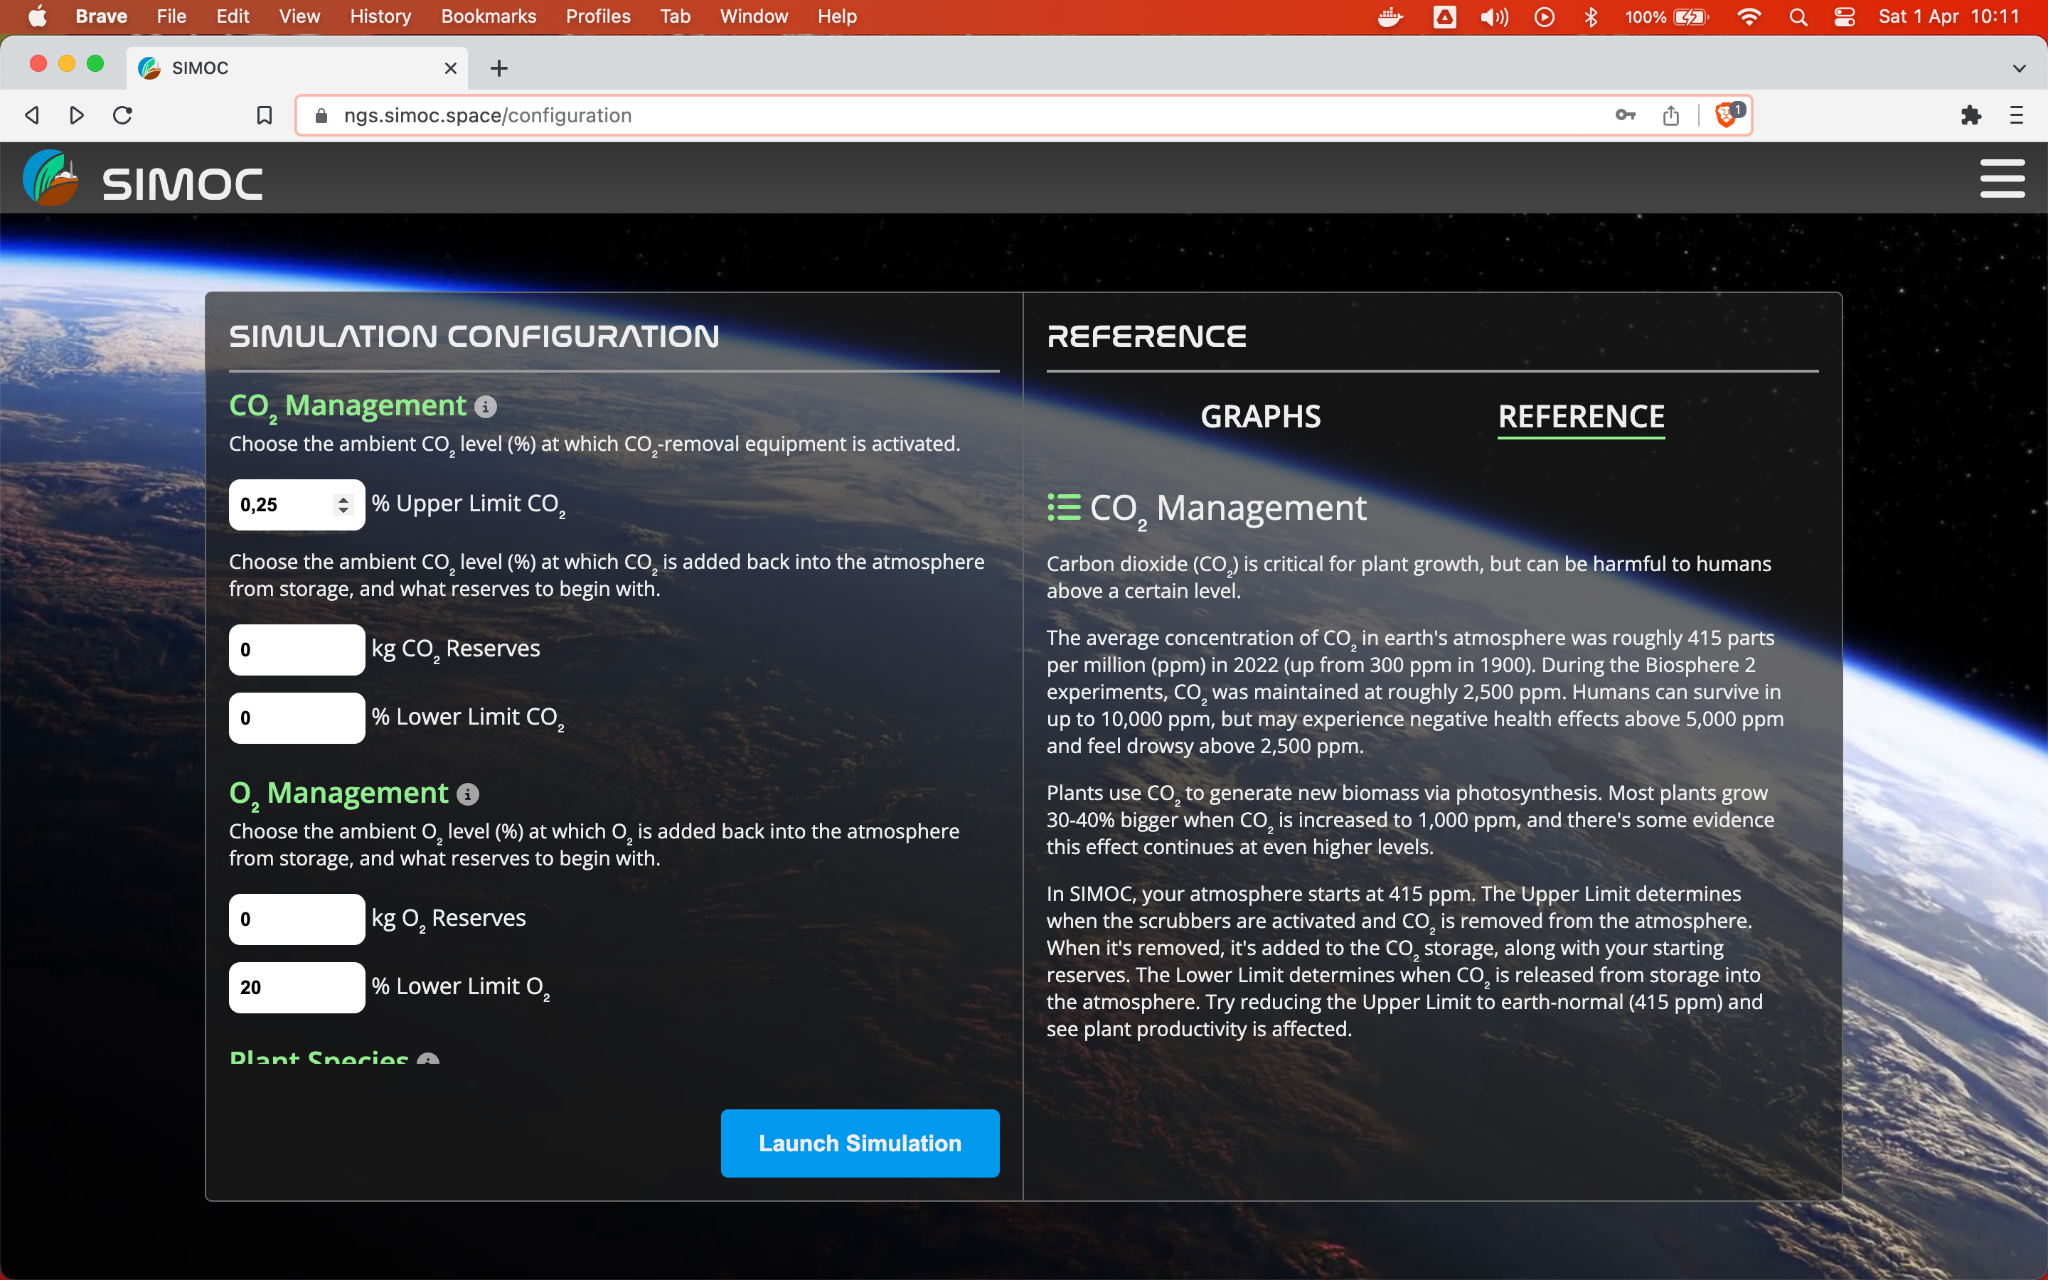 Brave File Edit View History Bookmarks Profiles Tab Window Help 100% Sat 1 Apr 10:11
SIMOC
ngs.simoc.space/configuration
1
SIMOC
SIMULATION CONFIGURATION
CO₂ Management
Choose the ambient CO₂ level (%) at which CO₂-removal equipment is activated.
0,25 % Upper Limit CO₂
Choose the ambient CO₂ level (%) at which CO₂ is added back into the atmosphere
from storage, and what reserves to begin with.
0 kg CO₂ Reserves
0 % Lower Limit CO₂
O₂ Management
Choose the ambient O₂ level (%) at which O₂ is added back into the atmosphere
from storage, and what reserves to begin with.
0 kg O₂ Reserves
20 % Lower Limit O₂
Plant Species
Launch Simulation
REFERENCE
GRAPHS REFERENCE
CO₂ Management
Carbon dioxide (CO₂) is critical for plant growth, but can be harmful to humans
above a certain level.
The average concentration of CO₂ in earth's atmosphere was roughly 415 parts
per million (ppm) in 2022 (up from 300 ppm in 1900). During the Biosphere 2
experiments, CO₂ was maintained at roughly 2,500 ppm. Humans can survive in
up to 10,000 ppm, but may experience negative health effects above 5,000 ppm
and feel drowsy above 2,500 ppm.
Plants use CO₂ to generate new biomass via photosynthesis. Most plants grow
30-40% bigger when CO₂ is increased to 1,000 ppm, and there's some evidence
this effect continues at even higher levels.
In SIMOC, your atmosphere starts at 415 ppm. The Upper Limit determines
when the scrubbers are activated and CO₂ is removed from the atmosphere.
When it's removed, it's added to the CO₂ storage, along with your starting
reserves. The Lower Limit determines when CO₂ is released from storage into
the atmosphere. Try reducing the Upper Limit to earth-normal (415 ppm) and
see plant productivity is affected.